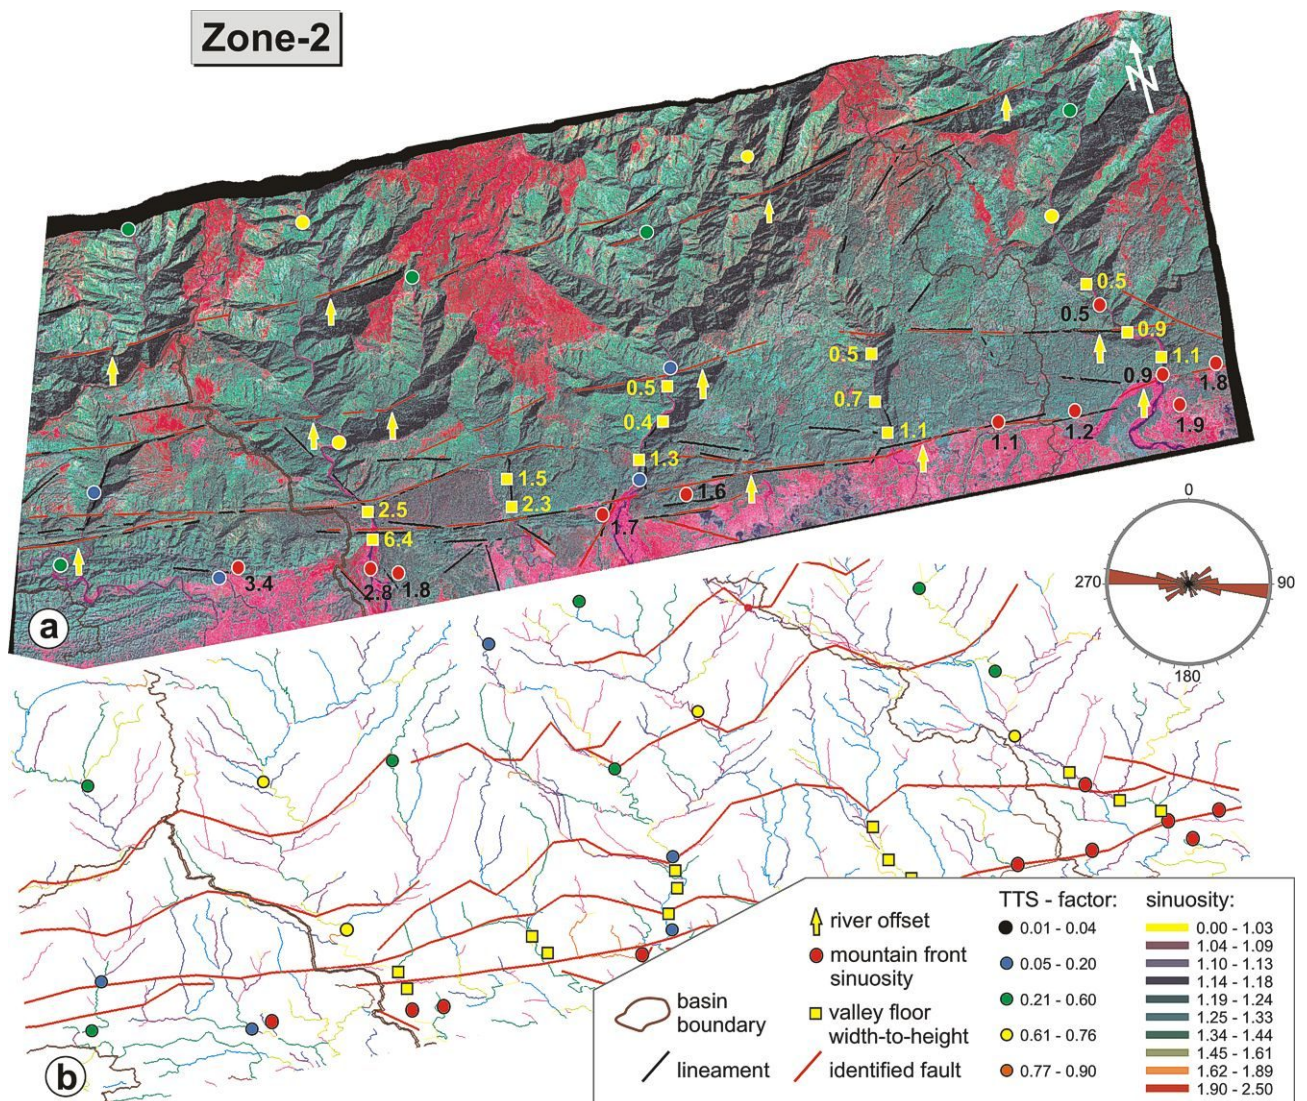 Zone-2
N
0.5
0.5
0.9
1.1
0.9
1.8
0.5
0.5
0.7
0.4
1.1
1.1
1.2
1.9
1.3
1.5
1.6
2.3
2.5
1.7
6.4
3.4
2.8
1.8
a
0
270
90
180
b
river offset
mountain front
sinuosity
valley floor
width-to-height
identified fault
basin
boundary
lineament
TTS - factor:
0.01 - 0.04
0.05 - 0.20
0.21 - 0.60
0.61 - 0.76
0.77 - 0.90
sinuosity:
0.00 - 1.03
1.04 - 1.09
1.10 - 1.13
1.14 - 1.18
1.19 - 1.24
1.25 - 1.33
1.34 - 1.44
1.45 - 1.61
1.62 - 1.89
1.90 - 2.50